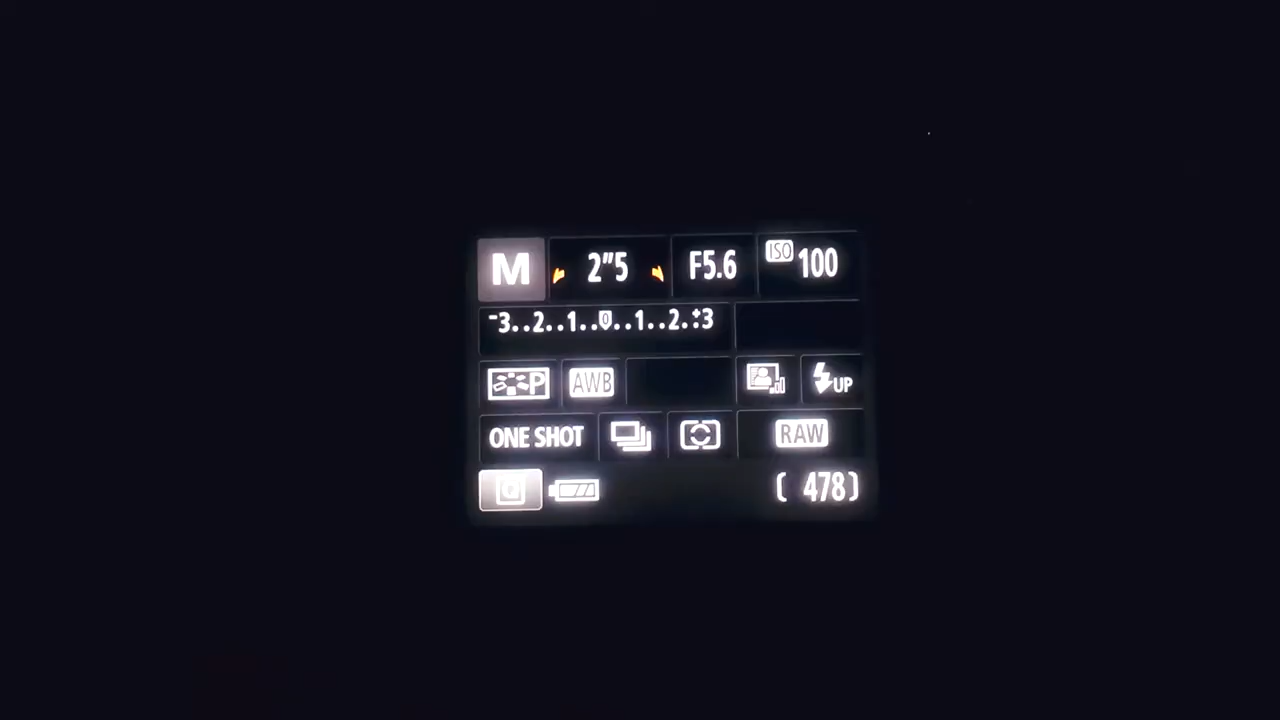 M 2"5 F5.6 ISO 100
-3..2..1..0..1..2.:+3
P AWB UP
ONE SHOT RAW
Q ( 478)